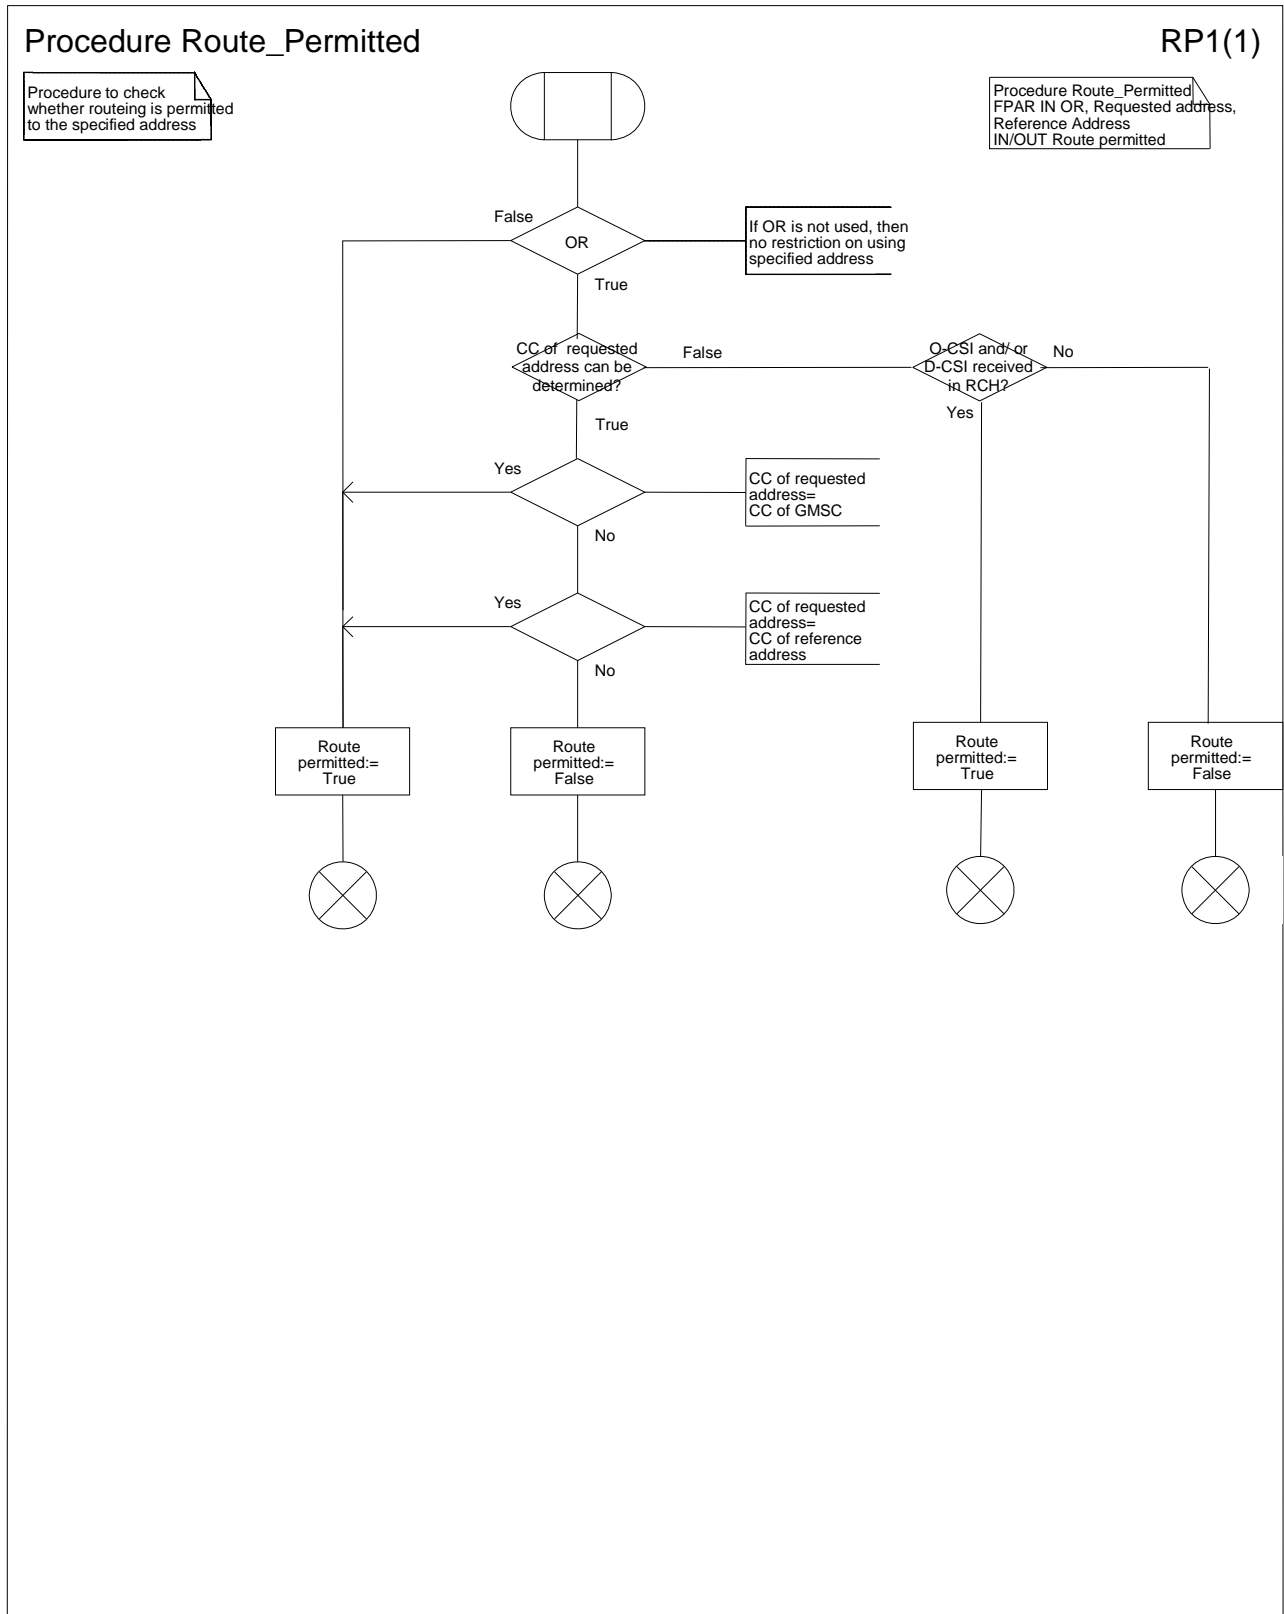 Procedure Route_Permitted
RP1(1)
Procedure to check
whether routeing is permitted
to the specified address
Procedure Route_Permitted
FPAR IN OR, Requested address,
Reference Address
IN/OUT Route permitted
False
OR
If OR is not used, then
no restriction on using
specified address
True
CC of requested
address can be
determined?
False
O-CSI and/ or
D-CSI received
in RCH?
No
Yes
True
Yes
CC of requested
address=
CC of GMSC
No
Yes
CC of requested
address=
CC of reference
address
No
Route
permitted:=
True
Route
permitted:=
False
Route
permitted:=
True
Route
permitted:=
False